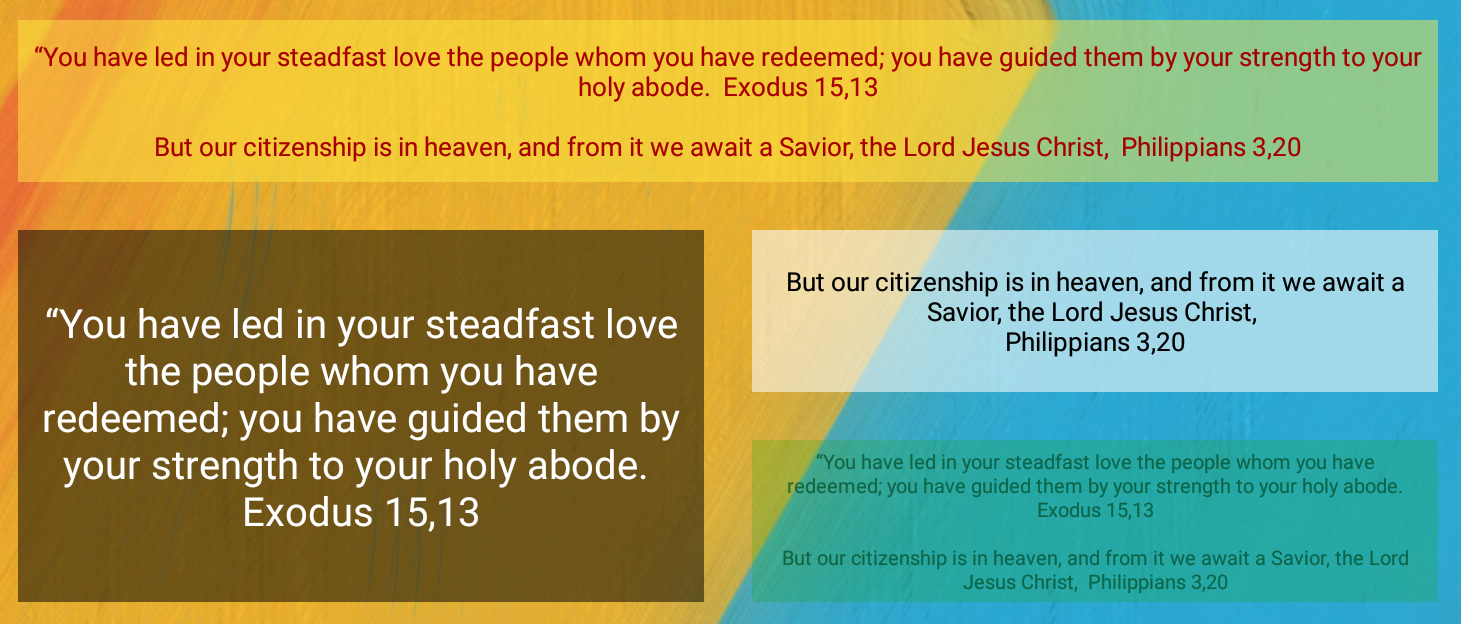 “You have led in your steadfast love the people whom you have redeemed; you have guided them by your strength to your
holy abode.  Exodus 15,13
But our citizenship is in heaven, and from it we await a Savior, the Lord Jesus Christ,  Philippians 3,20
“You have led in your steadfast love
the people whom you have
redeemed; you have guided them by
your strength to your holy abode.
Exodus 15,13
But our citizenship is in heaven, and from it we await a
Savior, the Lord Jesus Christ,
Philippians 3,20
“You have led in your steadfast love the people whom you have
redeemed; you have guided them by your strength to your holy abode.
Exodus 15,13
But our citizenship is in heaven, and from it we await a Savior, the Lord
Jesus Christ,  Philippians 3,20